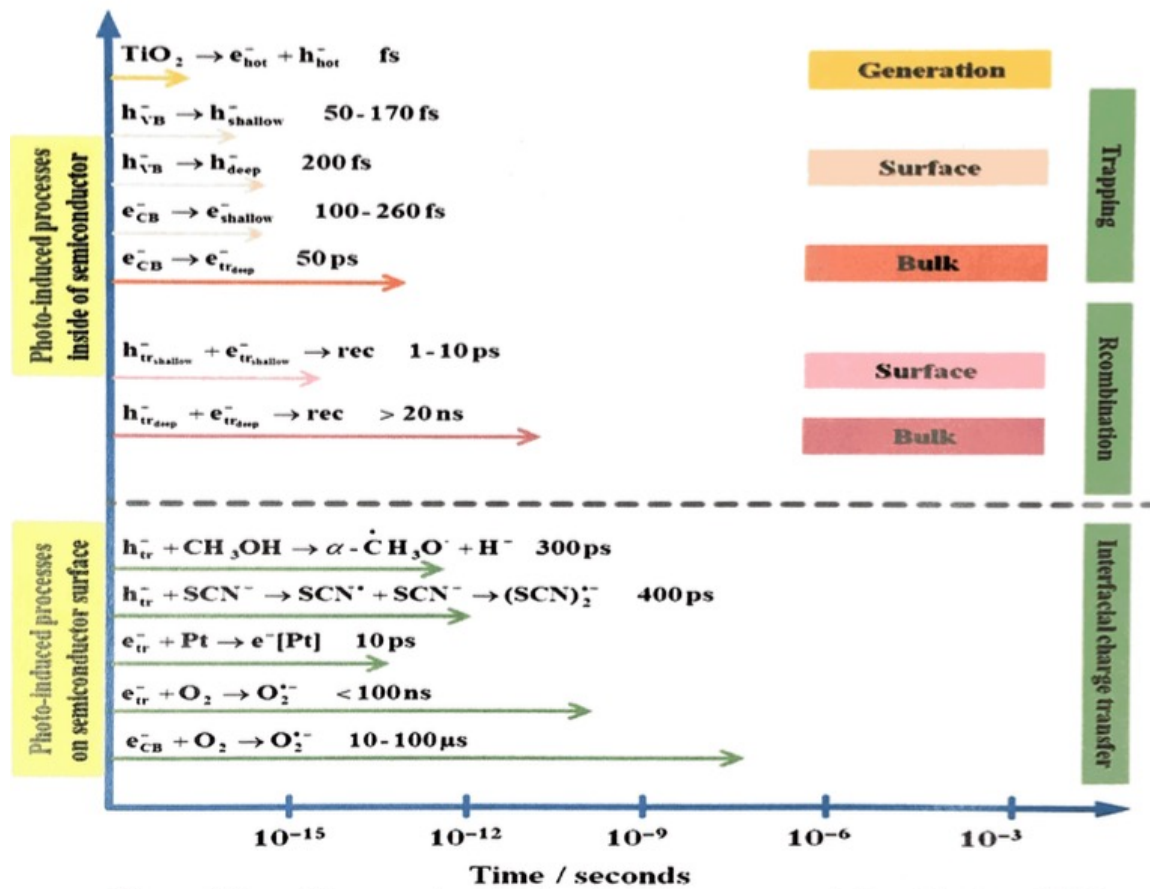 TiO₂ → e⁻hot + h⁻hot fs
Generation
h⁻VB → h⁻shallow 50-170 fs
h⁻VB → h⁻deep 200 fs
Surface
e⁻CB → e⁻shallow 100-260 fs
e⁻CB → e⁻trdeep 50 ps
Bulk
Trapping
Photo-induced processes
inside of semiconductor
h⁻trshallow + e⁻trshallow → rec 1-10 ps
Surface
h⁻trdeep + e⁻trdeep → rec > 20 ns
Bulk
Rcombination
h⁻tr + CH₃OH → α-ĊH₃O· + H⁻ 300 ps
h⁻tr + SCN⁻ → SCN• + SCN⁻ → (SCN)₂•⁻ 400 ps
e⁻tr + Pt → e⁻[Pt] 10 ps
e⁻tr + O₂ → O₂•⁻ < 100 ns
e⁻CB + O₂ → O₂•⁻ 10-100 µs
Photo-induced processes
on semiconductor surface
Interfacial charge transfer
10⁻¹⁵ 10⁻¹² 10⁻⁹ 10⁻⁶ 10⁻³
Time / seconds